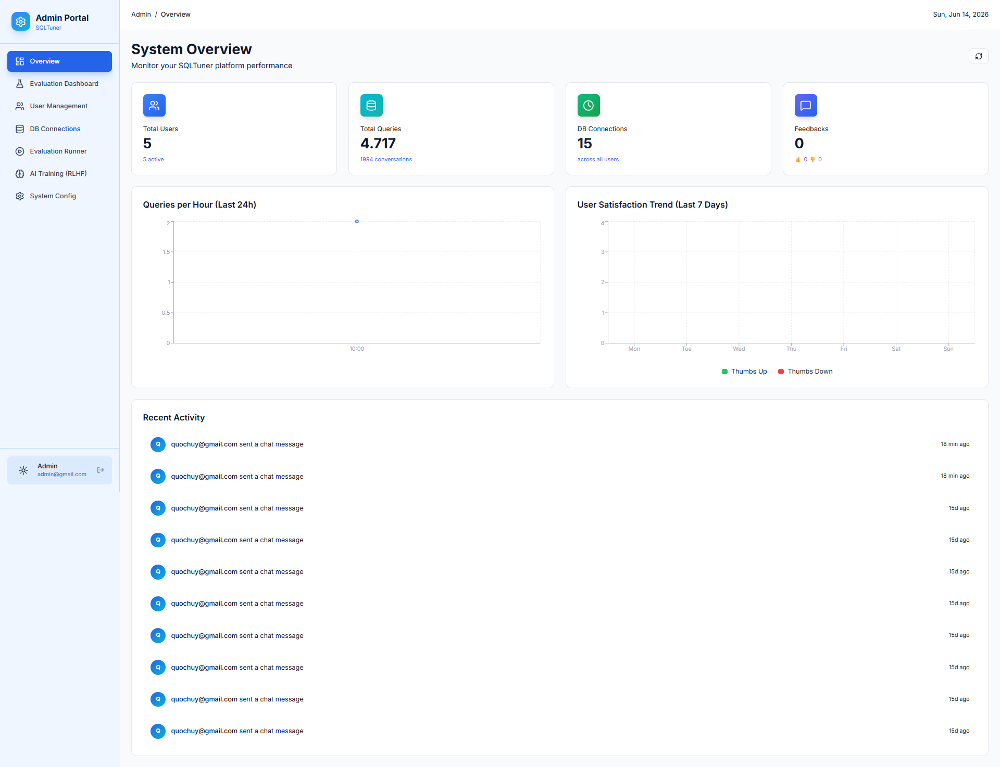 Admin Portal
SQLTuner
Overview
Evaluation Dashboard
User Management
DB Connections
Evaluation Runner
AI Training (RLHF)
System Config
Admin
admin@gmail.com
Admin / Overview
Sun, Jun 14, 2026
System Overview
Monitor your SQLTuner platform performance
Total Users
5
5 active
Total Queries
4.717
1994 conversations
DB Connections
15
across all users
Feedbacks
0
👍 0 👎 0
Queries per Hour (Last 24h)
2
1.5
1
0.5
0
10:00
User Satisfaction Trend (Last 7 Days)
4
3
2
1
0
Mon Tue Wed Thu Fri Sat Sun
Thumbs Up Thumbs Down
Recent Activity
Q quochuy@gmail.com sent a chat message 18 min ago
Q quochuy@gmail.com sent a chat message 18 min ago
Q quochuy@gmail.com sent a chat message 15d ago
Q quochuy@gmail.com sent a chat message 15d ago
Q quochuy@gmail.com sent a chat message 15d ago
Q quochuy@gmail.com sent a chat message 15d ago
Q quochuy@gmail.com sent a chat message 15d ago
Q quochuy@gmail.com sent a chat message 15d ago
Q quochuy@gmail.com sent a chat message 15d ago
Q quochuy@gmail.com sent a chat message 15d ago